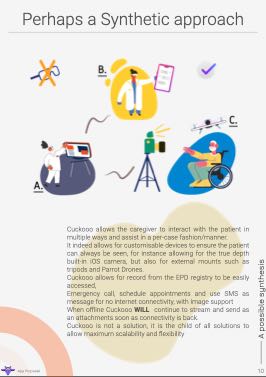 Perhaps a Synthetic approach
B.
C.
A.
Cuckooo allows the caregiver to interact with the patient in
multiple ways and assist in a per-case fashion/manner.
It indeed allows for customisable devices to ensure the patient
can always be seen, for instance allowing for the true depth
built-in iOS camera, but also for external mounts such as
tripods and Parrot Drones.
Cuckooo allows for record from the EPD registry to be easily
accessed,
Emergency call, schedule appointments and use SMS as
message for no internet connectivity, with image support
When offline Cuckooo WILL continue to stream and send as
an attachments soon as connectivity is back.
Cuckooo is not a solution, it is the child of all solutions to
allow maximum scalability and flexibility
A possible synthesis
App Proposal
10